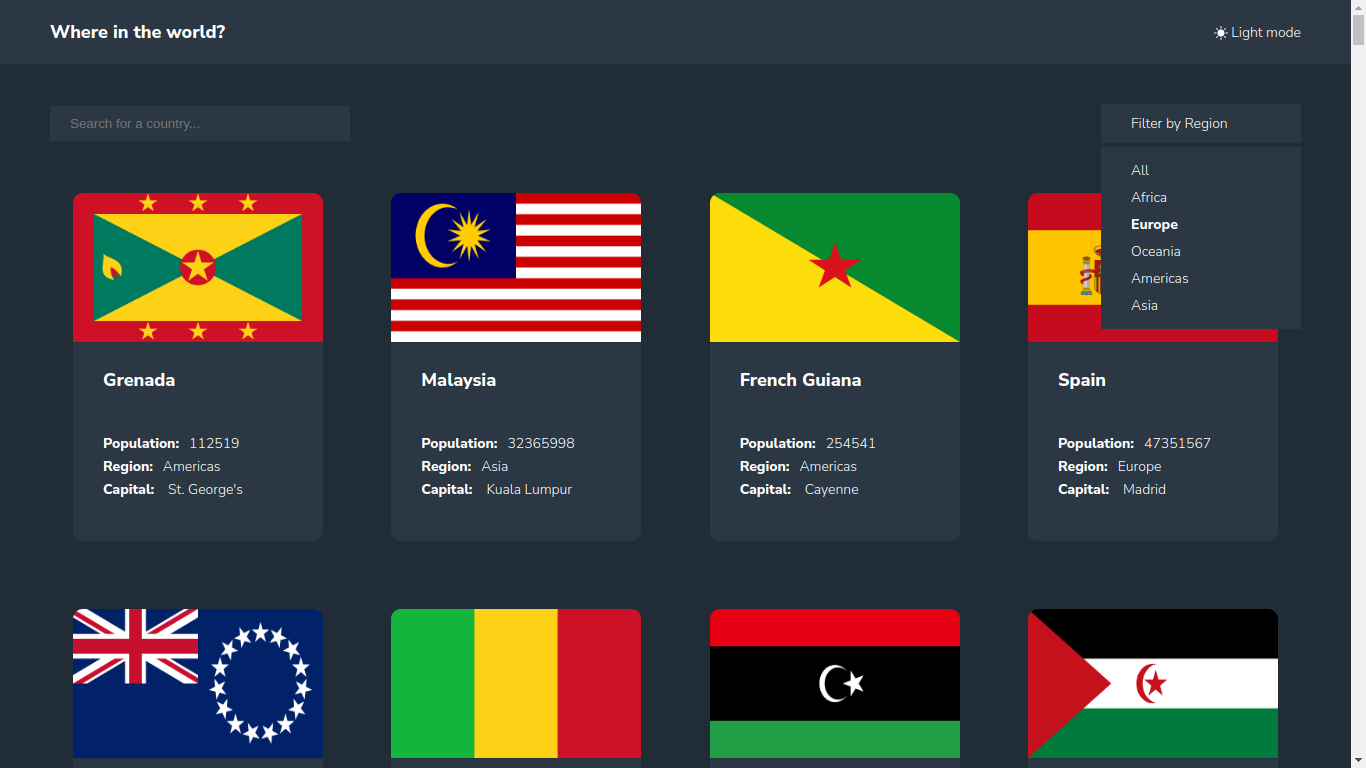 Where in the world?
Light mode
Search for a country...
Filter by Region
All
Africa
Europe
Oceania
Americas
Asia
Grenada
Population: 112519
Region: Americas
Capital: St. George's
Malaysia
Population: 32365998
Region: Asia
Capital: Kuala Lumpur
French Guiana
Population: 254541
Region: Americas
Capital: Cayenne
Spain
Population: 47351567
Region: Europe
Capital: Madrid